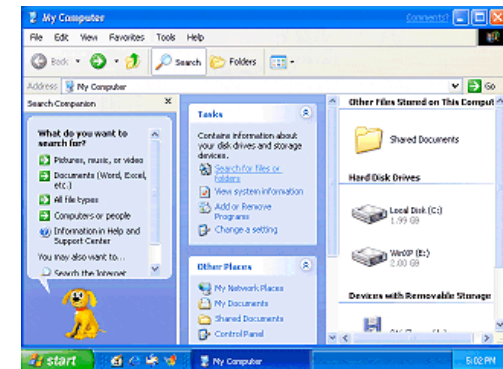 My Computer
Comments?
File Edit View Favorites Tools Help
Back
Search
Folders
Address
My Computer
Go
Search Companion
What do you want to
search for?
Pictures, music, or video
Documents (Word, Excel,
etc.)
All file types
Computers or people
Information in Help and
Support Center
You may also want to...
Search the Internet
Tasks
Contains information about
your disk drives and storage
devices.
Search for files or
folders
View system information
Add or Remove
Programs
Change a setting
Other Places
My Network Places
My Documents
Shared Documents
Control Panel
Other Files Stored on This Comput
Shared Documents
Hard Disk Drives
Local Disk (C:)
1.99 GB
WinXP (E:)
2.00 GB
Devices with Removable Storage
start
My Computer
5:02 PM